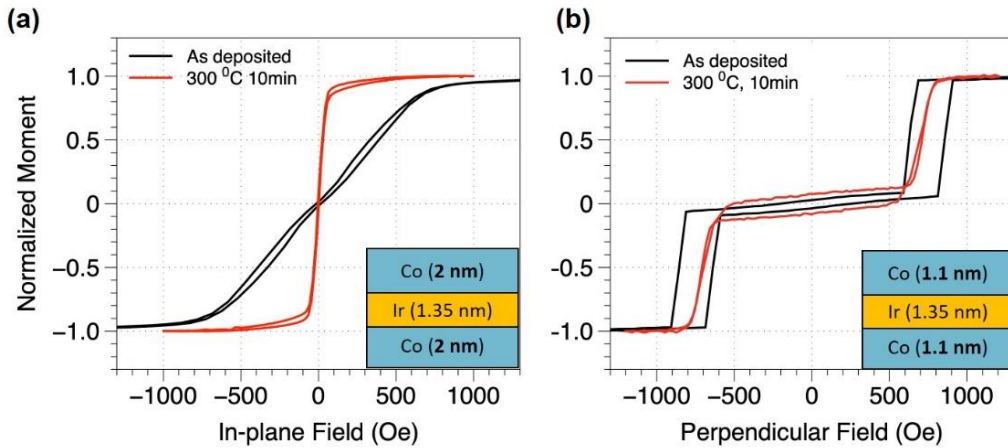 (a)
As deposited
300 ⁰C 10min
Normalized Moment
1.0
0.5
0
−0.5
−1.0
Co (2 nm)
Ir (1.35 nm)
Co (2 nm)
−1000 −500 0 500 1000
In-plane Field (Oe)
(b)
As deposited
300 ⁰C, 10min
1.0
0.5
0
−0.5
−1.0
Co (1.1 nm)
Ir (1.35 nm)
Co (1.1 nm)
−1000 −500 0 500 1000
Perpendicular Field (Oe)